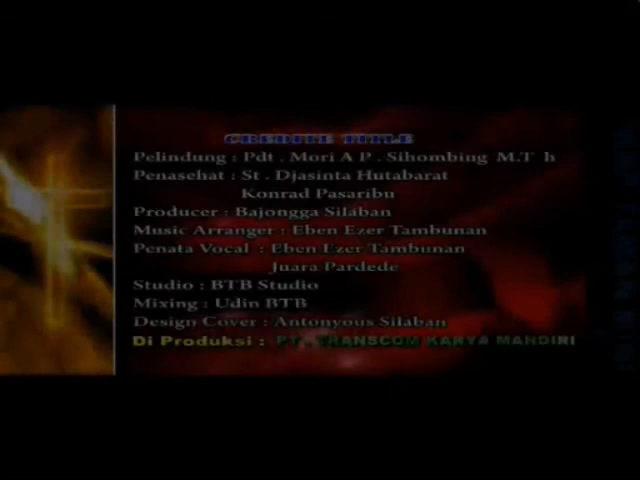 CREDITE TITLE
Pelindung : Pdt . Mori A P . Sihombing M.T h
Penasehat : St . Djasinta Hutabarat
Konrad Pasaribu
Producer : Bajongga Silaban
Music Arranger : Eben Ezer Tambunan
Penata Vocal : Eben Ezer Tambunan
Juara Pardede
Studio : BTB Studio
Mixing : Udin BTB
Design Cover : Antonyous Silaban
Di Produksi : PT . TRANSCOM KARYA MANDIRI